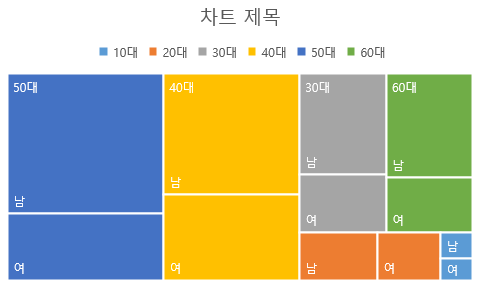 차트 제목
10대 20대 30대 40대 50대 60대
50대 40대 30대 60대
남 남 남 남
여 여 여 여
남 여 남
여